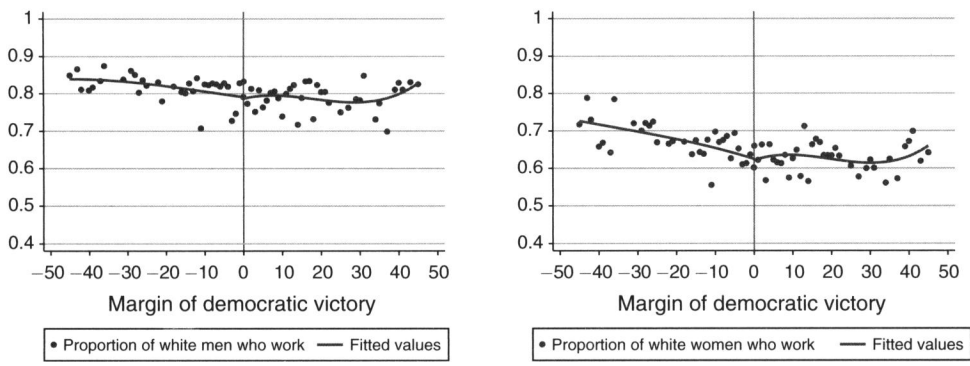 1
0.9
0.8
0.7
0.6
0.5
0.4
−50 −40 −30 −20 −10 0 10 20 30 40 50
Margin of democratic victory
• Proportion of white men who work — Fitted values
1
0.9
0.8
0.7
0.6
0.5
0.4
−50 −40 −30 −20 −10 0 10 20 30 40 50
Margin of democratic victory
• Proportion of white women who work — Fitted values